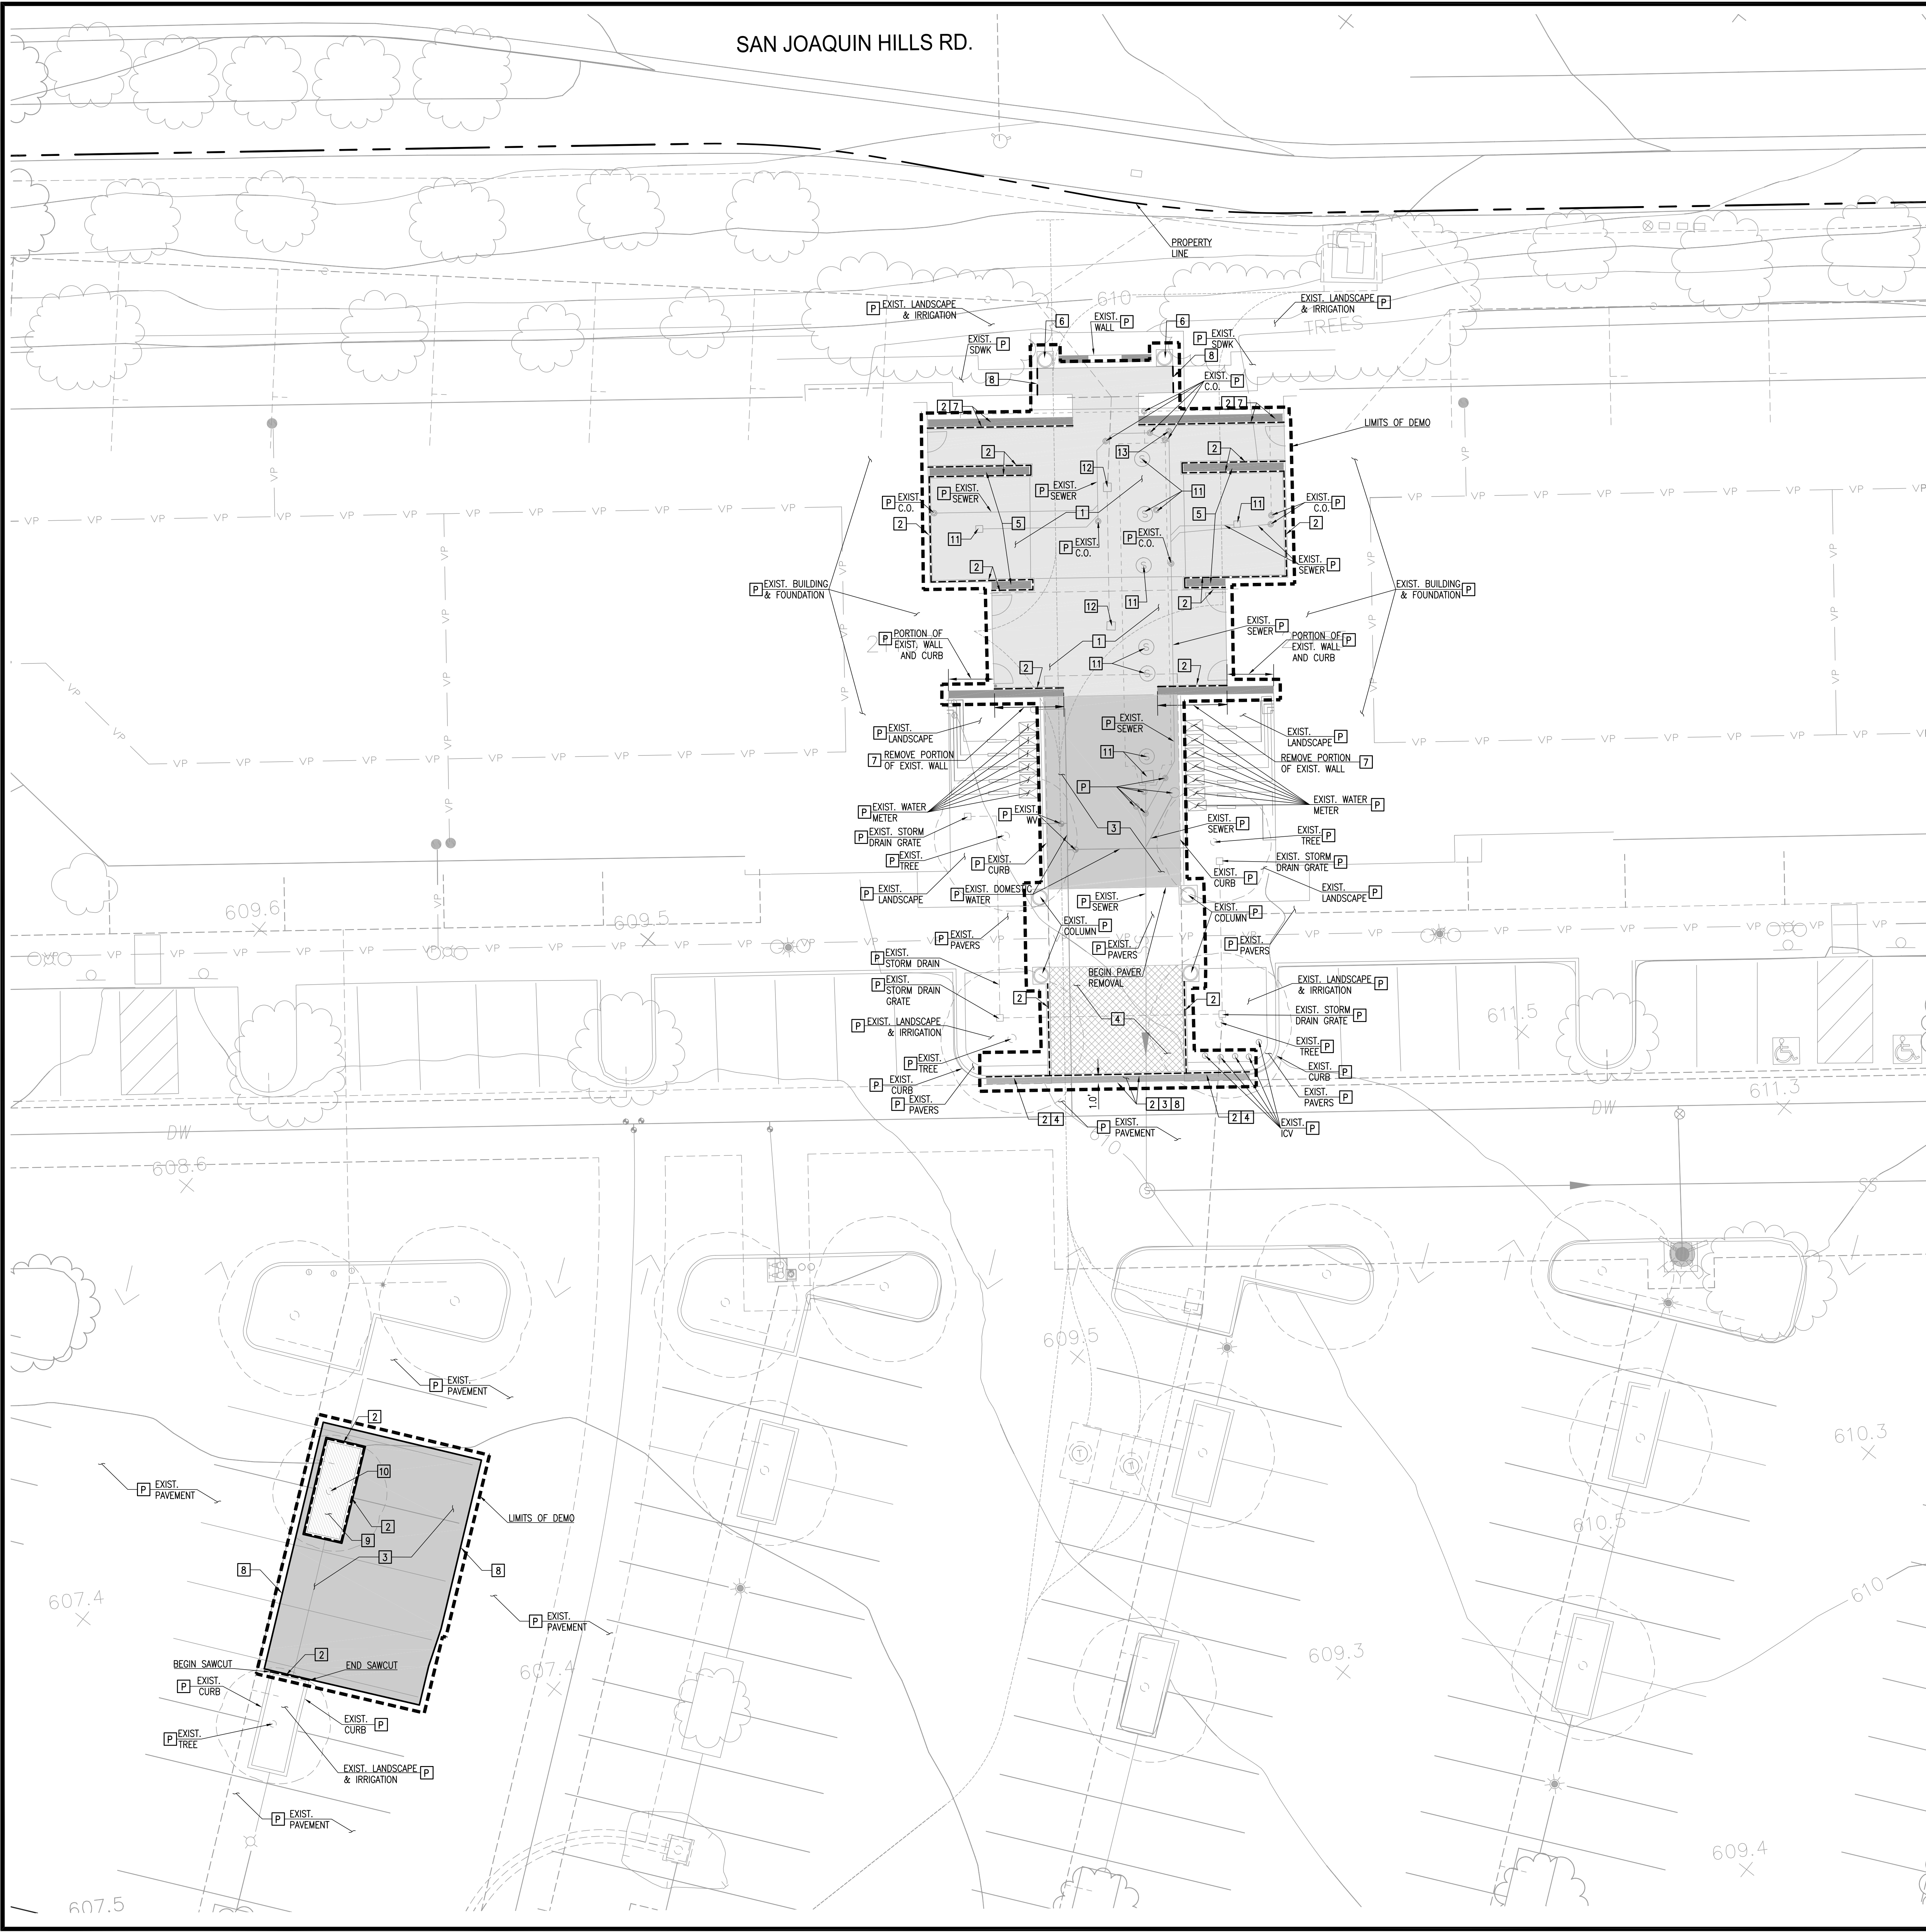 SAN JOAQUIN HILLS RD.
PROPERTY
LINE
610
TREES
P EXIST. LANDSCAPE
& IRRIGATION
6
EXIST.
WALL P
6
EXIST. LANDSCAPE P
& IRRIGATION
EXIST. P
SDWK
P EXIST.
SDWK
8
8
EXIST. P
C.O.
2 7
2 7
LIMITS OF DEMO
2
13
2
12
P EXIST.
SEWER
P EXIST.
SEWER
11
P EXIST.
C.O.
EXIST. P
C.O.
11
2
5
1
5
2
11
P EXIST.
C.O.
P EXIST.
C.O.
EXIST.
SEWER P
2
P EXIST. BUILDING
& FOUNDATION
EXIST. BUILDING
& FOUNDATION P
11
12
2
EXIST.
SEWER P
P PORTION OF
EXIST. WALL
AND CURB
1
PORTION OF P
EXIST. WALL
AND CURB
2
11
2
VP VP VP VP VP VP VP VP VP
P EXIST.
LANDSCAPE
P EXIST.
SEWER
EXIST.
LANDSCAPE P
7 REMOVE PORTION
OF EXIST. WALL
11
REMOVE PORTION 7
OF EXIST. WALL
P
P EXIST. WATER
METER
P EXIST.
WV
EXIST. WATER P
METER
P EXIST. STORM
DRAIN GRATE
3
EXIST.
SEWER P
EXIST.
TREE P
P EXIST.
TREE
P EXIST.
CURB
EXIST. STORM P
DRAIN GRATE
EXIST.
CURB P
P EXIST.
LANDSCAPE
P EXIST. DOMESTIC
WATER
P EXIST.
SEWER
EXIST. P
LANDSCAPE
609.6
609.5
EXIST.
COLUMN P
EXIST.
COLUMN P
P EXIST.
PAVERS
P EXIST.
PAVERS
P EXIST.
PAVERS
P EXIST.
STORM DRAIN
BEGIN PAVER
REMOVAL
P EXIST.
STORM DRAIN
GRATE
EXIST. LANDSCAPE P
& IRRIGATION
2
2
P EXIST. LANDSCAPE
& IRRIGATION
4
EXIST. STORM
DRAIN GRATE P
611.5
P EXIST.
TREE
EXIST. P
TREE
P EXIST.
CURB
EXIST.
CURB P
P EXIST.
PAVERS
EXIST. P
PAVERS
611.3
1.0'
2 3 8
2 4
2 4
P EXIST.
PAVEMENT
EXIST. P
ICV
DW
DW
610
608.6
S
SS
609.5
P EXIST.
PAVEMENT
2
10
P EXIST.
PAVEMENT
LIMITS OF DEMO
2
9
3
8
8
610.3
610.5
607.4
P EXIST.
PAVEMENT
610
2
BEGIN SAWCUT
END SAWCUT
607.4
609.3
P EXIST.
CURB
EXIST.
CURB P
P EXIST.
TREE
EXIST. LANDSCAPE P
& IRRIGATION
P EXIST.
PAVEMENT
609.4
607.5